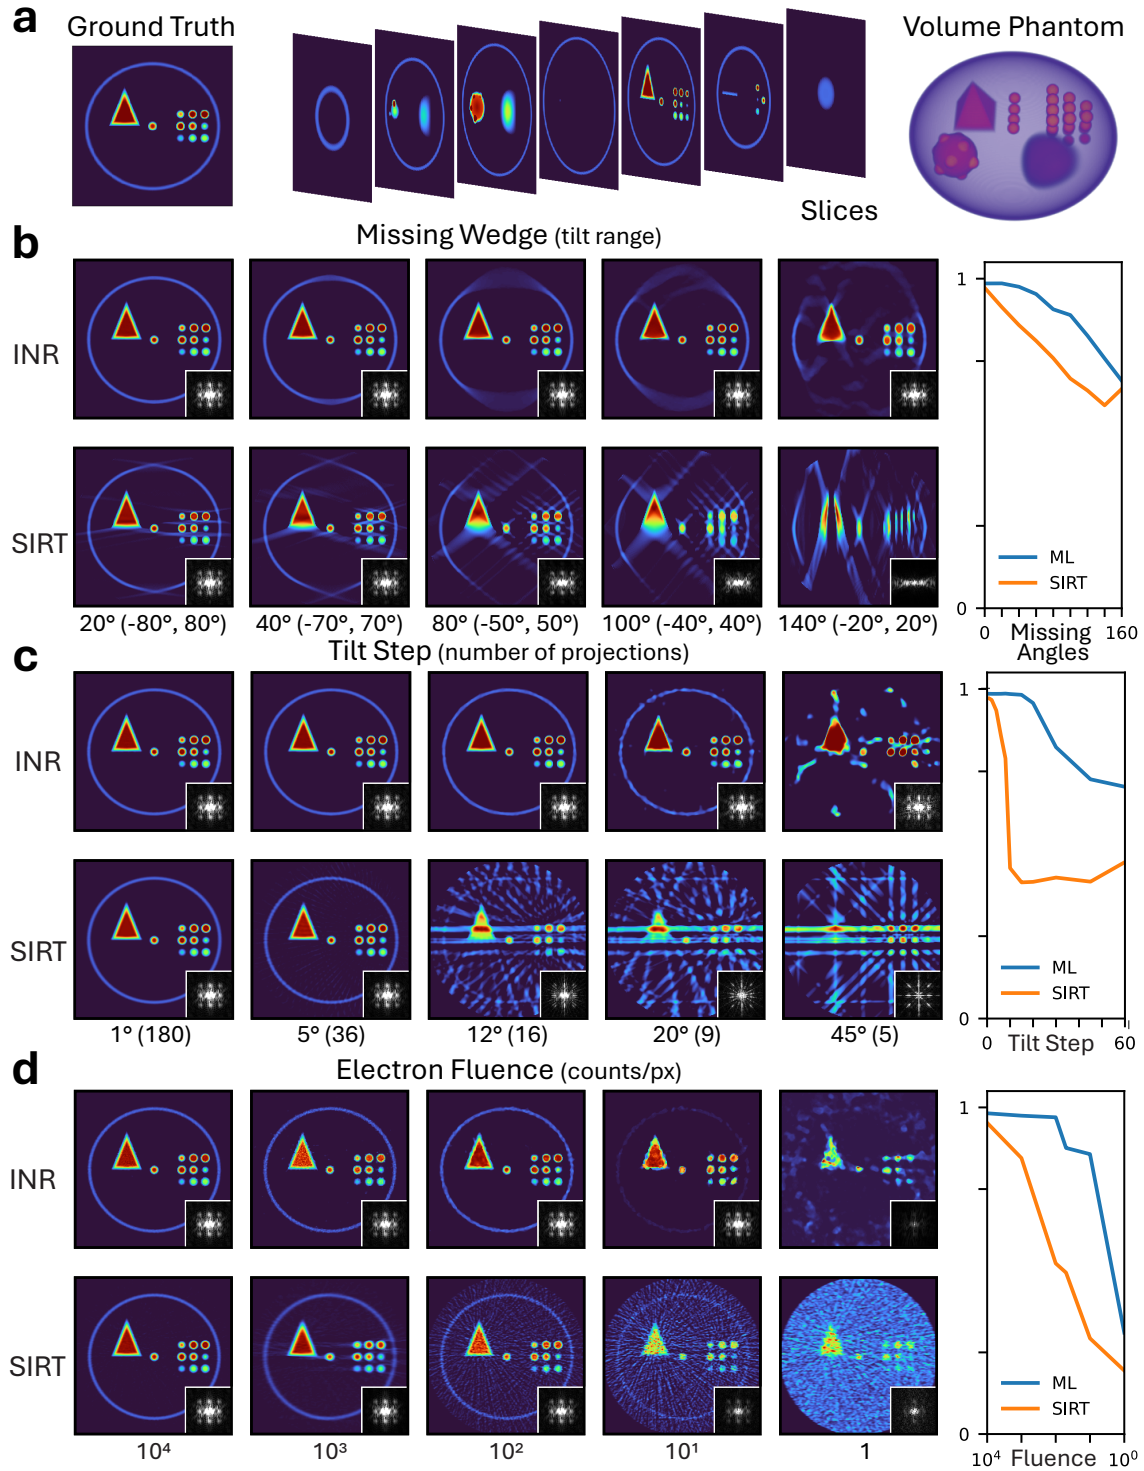 a
Ground Truth
Volume Phantom
Slices
b
Missing Wedge (tilt range)
INR
SIRT
20° (-80°, 80°)
40° (-70°, 70°)
80° (-50°, 50°)
100° (-40°, 40°)
140° (-20°, 20°)
1
ML
SIRT
0
0
Missing
Angles
160
c
Tilt Step (number of projections)
INR
SIRT
1° (180)
5° (36)
12° (16)
20° (9)
45° (5)
1
ML
SIRT
0
0
Tilt Step
60
d
Electron Fluence (counts/px)
INR
SIRT
10⁴
10³
10²
10¹
1
1
ML
SIRT
0
10⁴
Fluence
10⁰